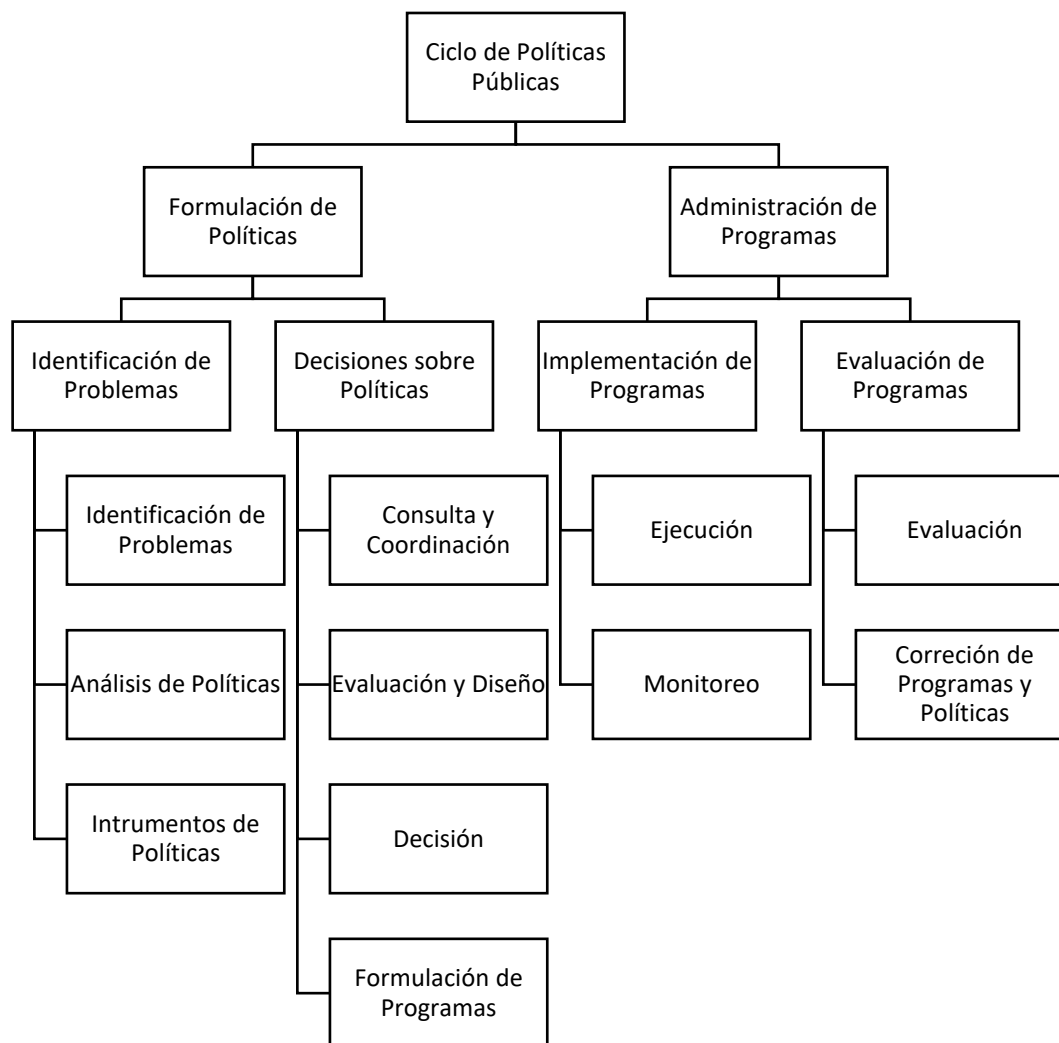 Ciclo de Políticas
Públicas
Formulación de
Políticas
Administración de
Programas
Identificación de
Problemas
Decisiones sobre
Políticas
Implementación de
Programas
Evaluación de
Programas
Identificación de
Problemas
Consulta y
Coordinación
Ejecución
Evaluación
Análisis de Políticas
Evaluación y Diseño
Monitoreo
Correción de
Programas y
Políticas
Intrumentos de
Políticas
Decisión
Formulación de
Programas